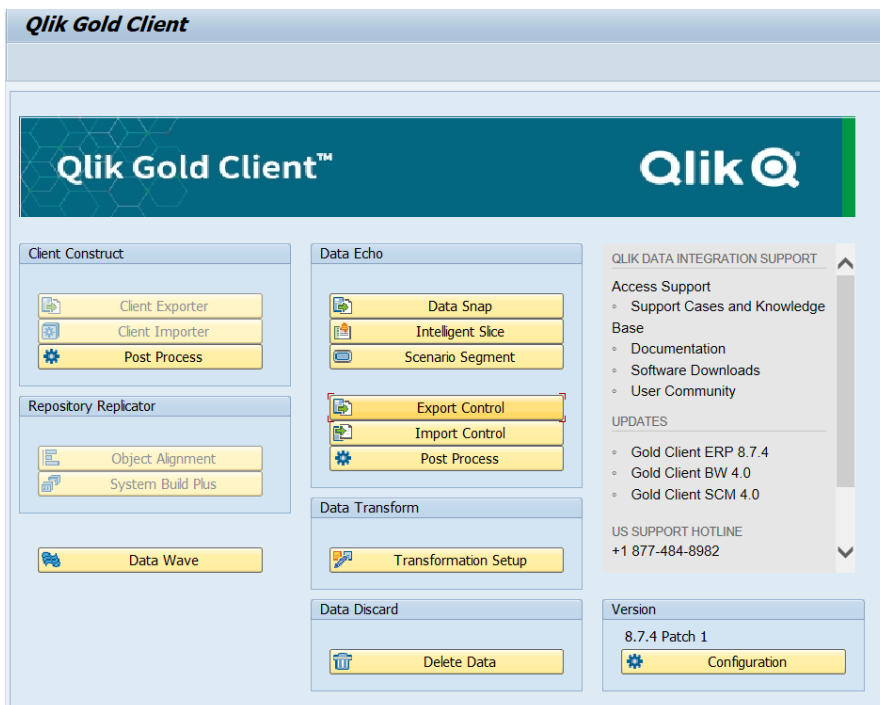 Qlik Gold Client
Qlik Gold Client™
Qlik
Client Construct
Client Exporter
Client Importer
Post Process
Repository Replicator
Object Alignment
System Build Plus
Data Wave
Data Echo
Data Snap
Intelligent Slice
Scenario Segment
Export Control
Import Control
Post Process
Data Transform
Transformation Setup
Data Discard
Delete Data
QLIK DATA INTEGRATION SUPPORT
Access Support
◦ Support Cases and Knowledge
Base
◦ Documentation
◦ Software Downloads
◦ User Community
UPDATES
◦ Gold Client ERP 8.7.4
◦ Gold Client BW 4.0
◦ Gold Client SCM 4.0
US SUPPORT HOTLINE
+1 877-484-8982
Version
8.7.4 Patch 1
Configuration